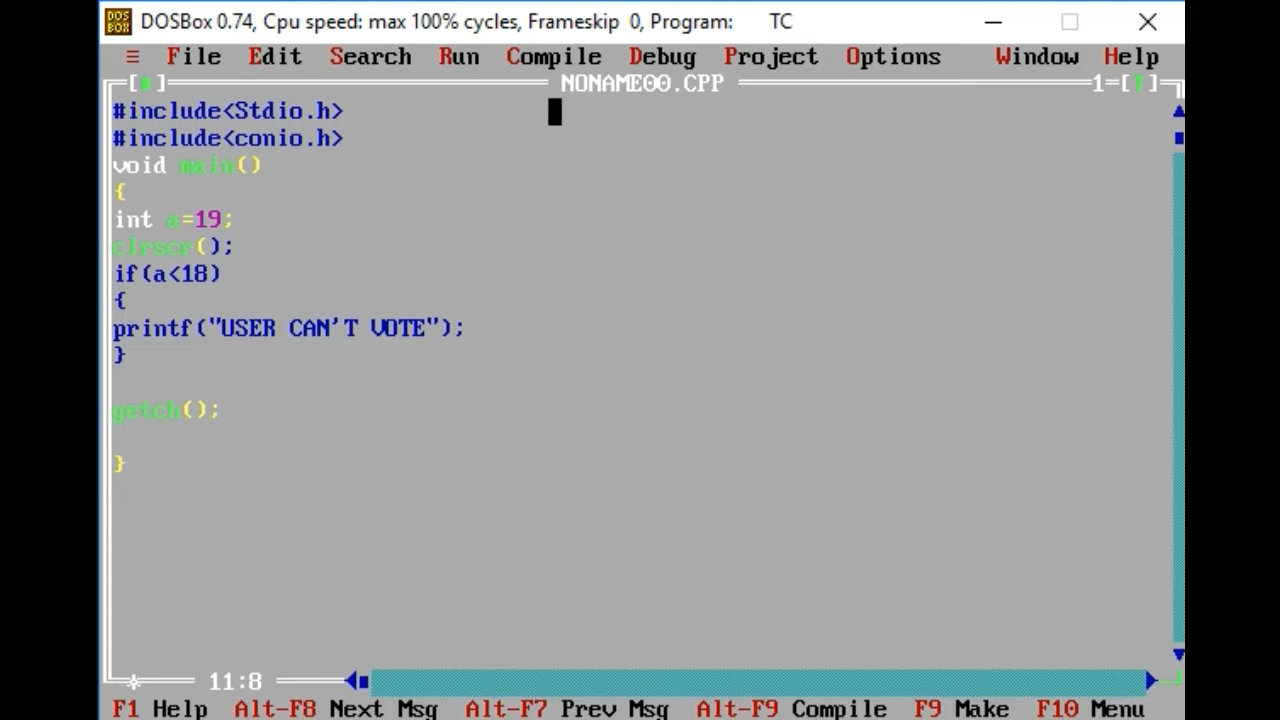 DOSBox 0.74, Cpu speed: max 100% cycles, Frameskip 0, Program: TC
≡ File Edit Search Run Compile Debug Project Options Window Help
NONAME00.CPP 1
#include<Stdio.h>
#include<conio.h>
void main()
{
int a=19;
clrscr();
if(a<18)
{
printf("USER CAN'T VOTE");
}
getch();
}
11:8
F1 Help Alt-F8 Next Msg Alt-F7 Prev Msg Alt-F9 Compile F9 Make F10 Menu